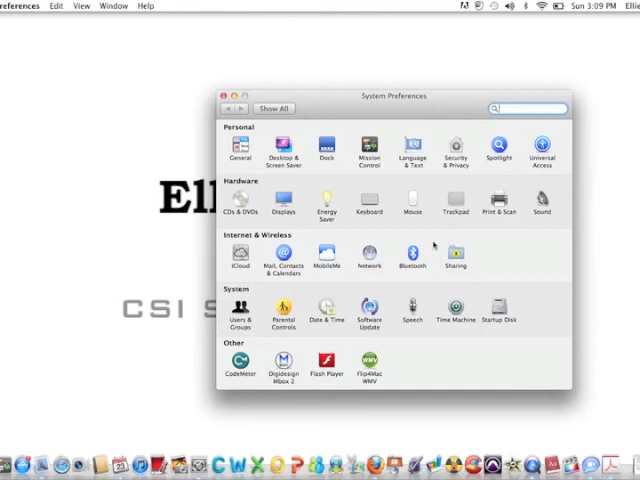 references Edit View Window Help Sun 3:09 PM Ellie
System Preferences
Show All
Personal
General Desktop & Screen Saver Dock Mission Control Language & Text Security & Privacy Spotlight Universal Access
Hardware
CDs & DVDs Displays Energy Saver Keyboard Mouse Trackpad Print & Scan Sound
Ell
Internet & Wireless
iCloud Mail, Contacts & Calendars MobileMe Network Bluetooth Sharing
System
Users & Groups Parental Controls Date & Time Software Update Speech Time Machine Startup Disk
CSI S
Other
CodeMeter Digidesign Mbox 2 Flash Player Flip4Mac WMV
WMV
23